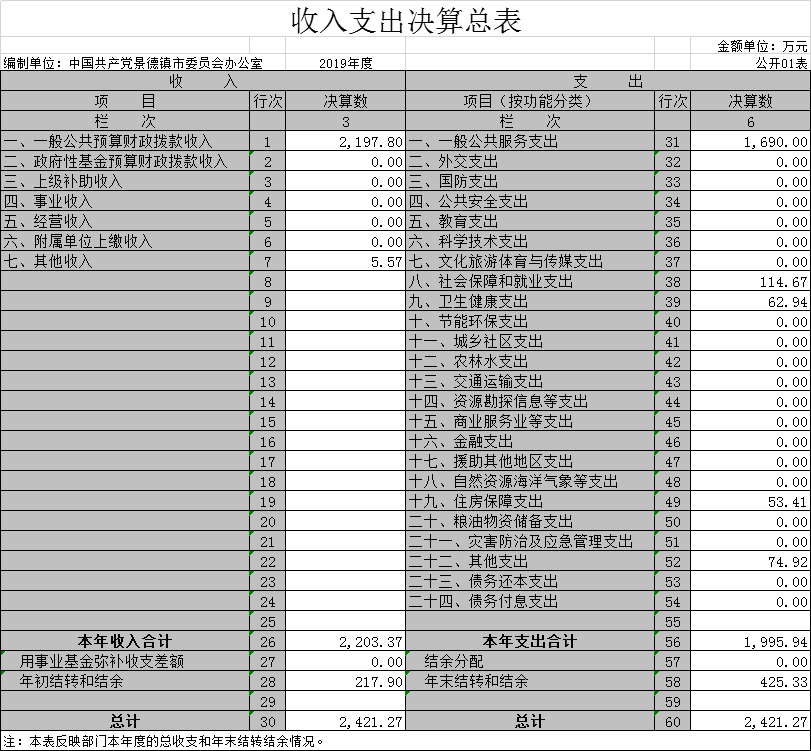 收入支出决算总表
金额单位：万元
编制单位：中国共产党景德镇市委员会办公室 2019年度 公开01表
收 入 支 出
项 目 行次 决算数 项目（按功能分类） 行次 决算数
栏 次 3 栏 次 6
一、一般公共预算财政拨款收入 1 2,197.80 一、一般公共服务支出 31 1,690.00
二、政府性基金预算财政拨款收入 2 0.00 二、外交支出 32 0.00
三、上级补助收入 3 0.00 三、国防支出 33 0.00
四、事业收入 4 0.00 四、公共安全支出 34 0.00
五、经营收入 5 0.00 五、教育支出 35 0.00
六、附属单位上缴收入 6 0.00 六、科学技术支出 36 0.00
七、其他收入 7 5.57 七、文化旅游体育与传媒支出 37 0.00
8 八、社会保障和就业支出 38 114.67
9 九、卫生健康支出 39 62.94
10 十、节能环保支出 40 0.00
11 十一、城乡社区支出 41 0.00
12 十二、农林水支出 42 0.00
13 十三、交通运输支出 43 0.00
14 十四、资源勘探信息等支出 44 0.00
15 十五、商业服务业等支出 45 0.00
16 十六、金融支出 46 0.00
17 十七、援助其他地区支出 47 0.00
18 十八、自然资源海洋气象等支出 48 0.00
19 十九、住房保障支出 49 53.41
20 二十、粮油物资储备支出 50 0.00
21 二十一、灾害防治及应急管理支出 51 0.00
22 二十二、其他支出 52 74.92
23 二十三、债务还本支出 53 0.00
24 二十四、债务付息支出 54 0.00
25 55
本年收入合计 26 2,203.37 本年支出合计 56 1,995.94
用事业基金弥补收支差额 27 0.00 结余分配 57 0.00
年初结转和结余 28 217.90 年末结转和结余 58 425.33
29 59
总计 30 2,421.27 总计 60 2,421.27
注：本表反映部门本年度的总收支和年末结转结余情况。